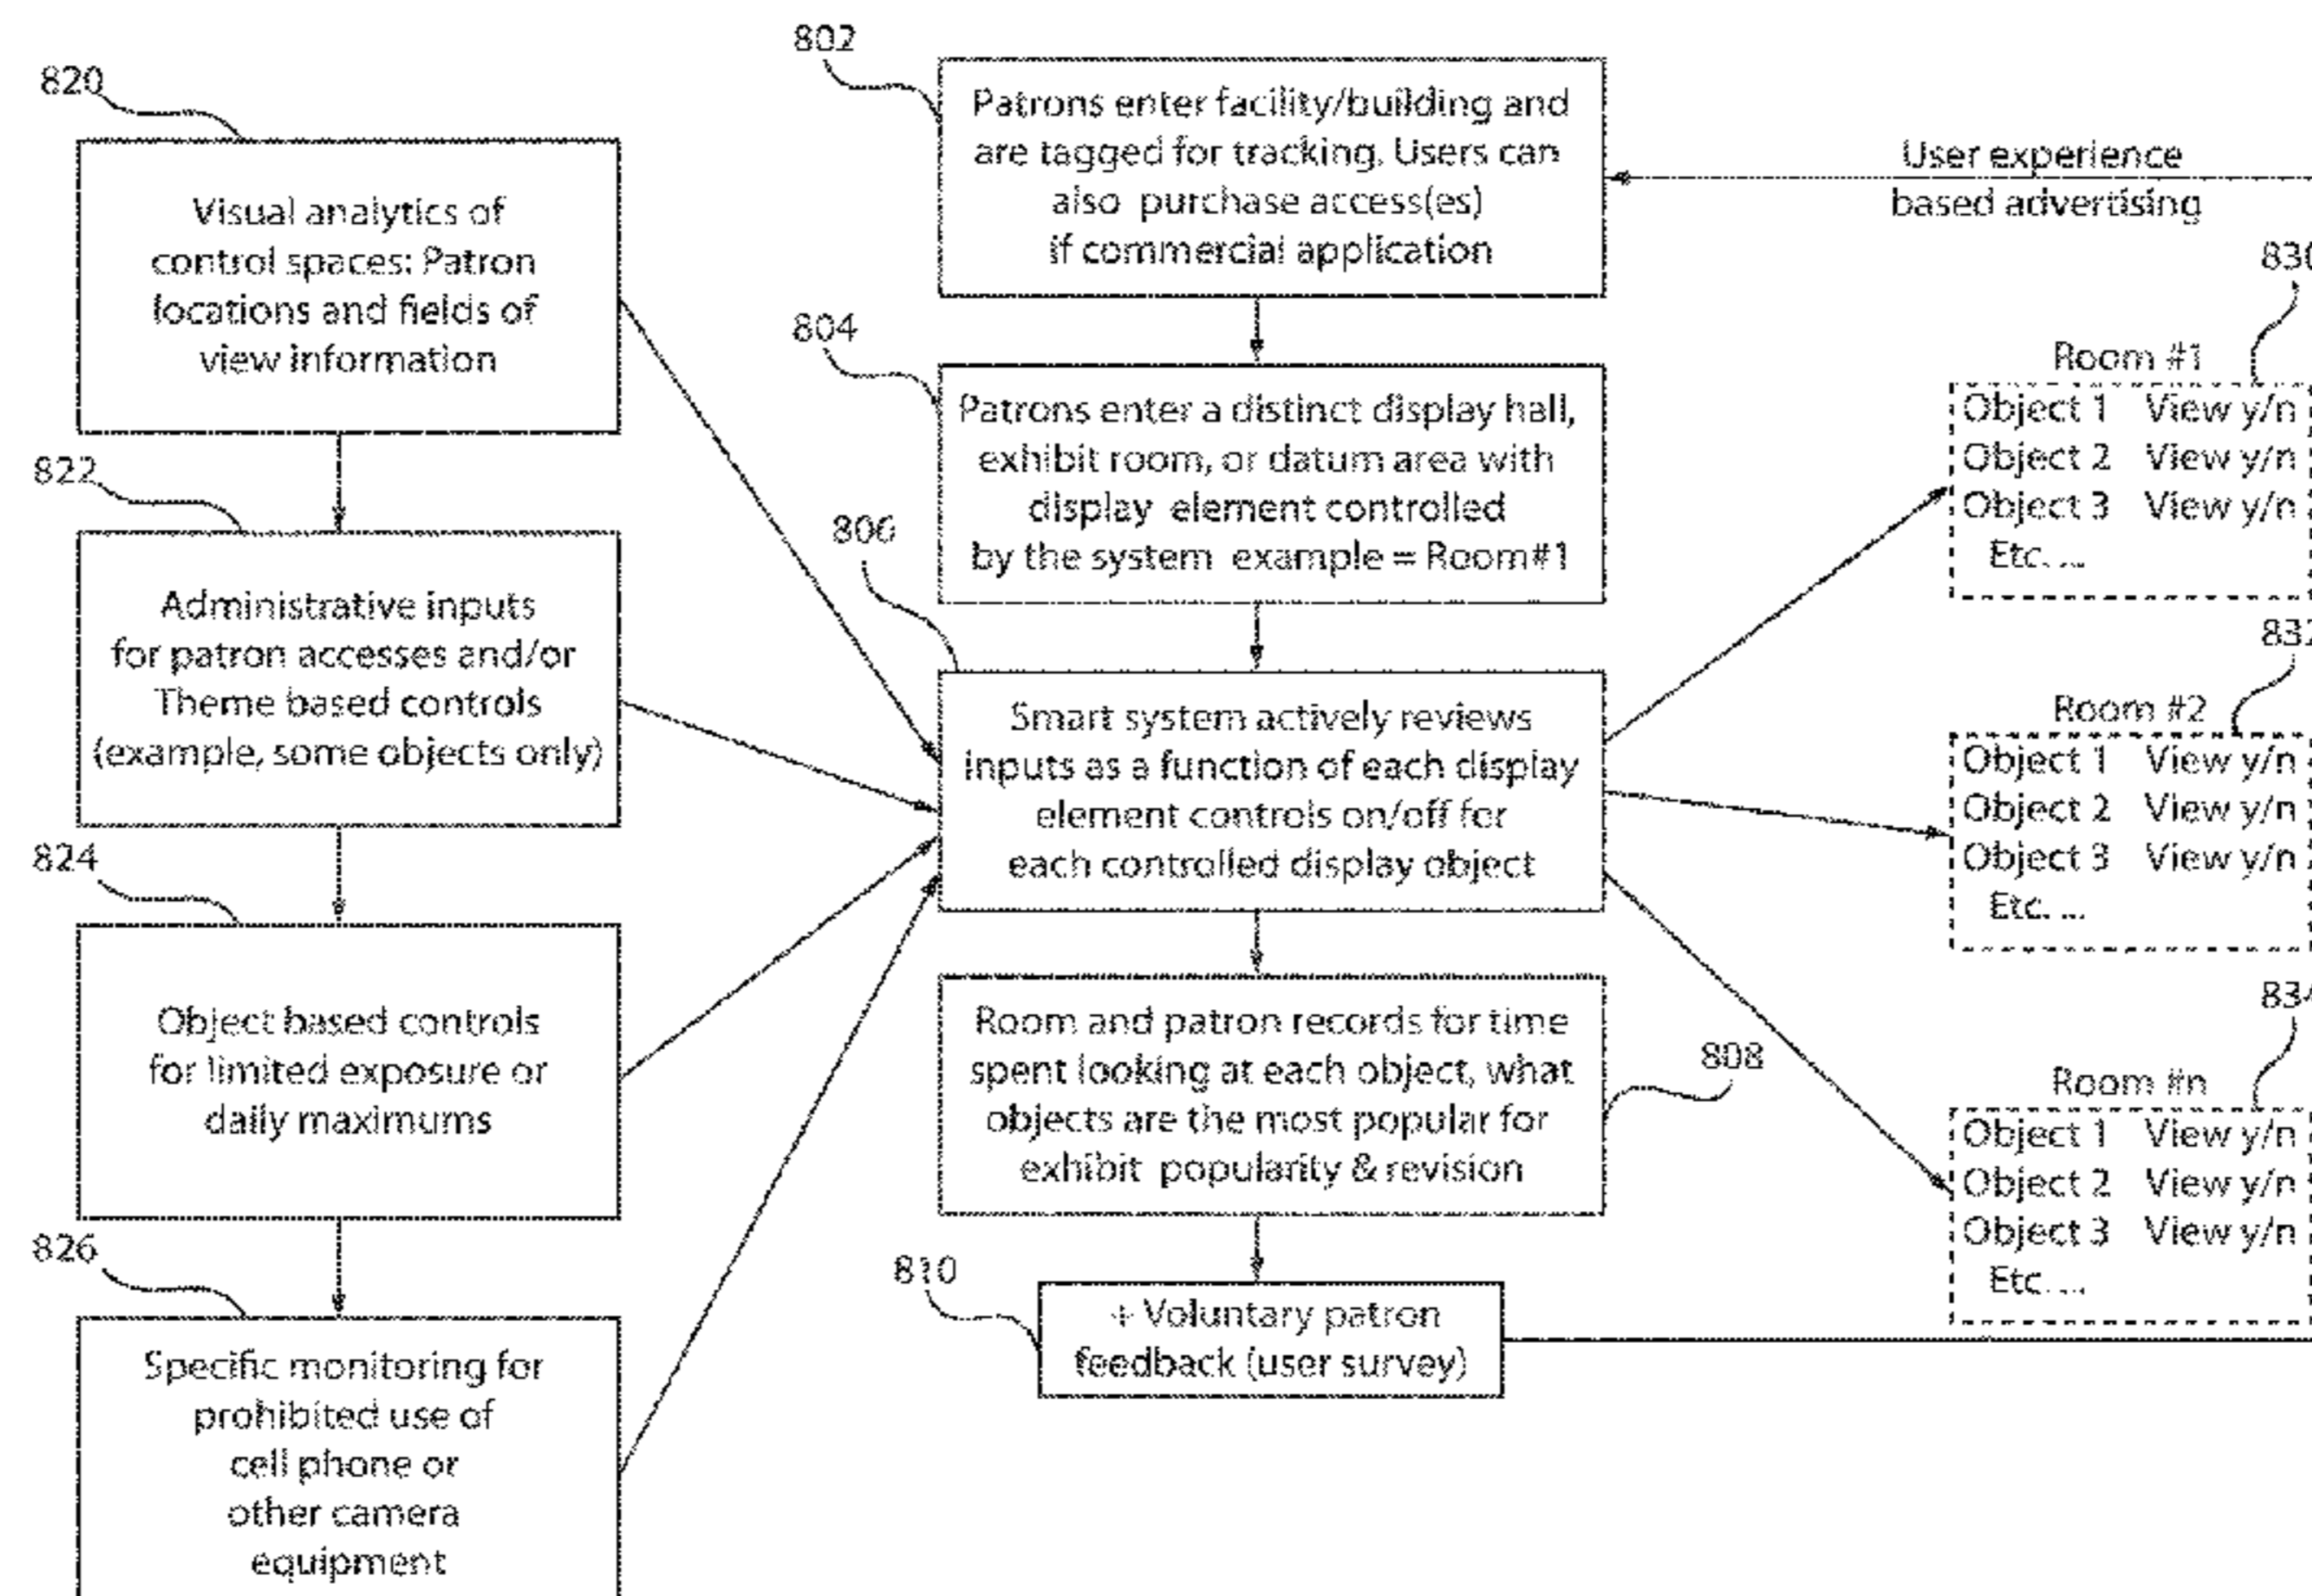 802
Patrons enter facility/building and
are tagged for tracking. Users can
also purchase access(es)
if commercial application
User experience
based advertising
820
Visual analytics of
control spaces: Patron
locations and fields of
view information
822
Administrative inputs
for patron accesses and/or
Theme based controls
(example, some objects only)
824
Object based controls
for limited exposure or
daily maximums
826
Specific monitoring for
prohibited use of
cell phone or
other camera
equipment
804
Patrons enter a distinct display hall,
exhibit room, or datum area with
display element controlled
by the system example = Room#1
806
Smart system actively reviews
inputs as a function of each display
element controls on/off for
each controlled display object
808
Room and patron records for time
spent looking at each object, what
objects are the most popular for
exhibit popularity & revision
810
+ Voluntary patron
feedback (user survey)
830
Room #1
Object 1 View y/n
Object 2 View y/n
Object 3 View y/n
Etc. ...
832
Room #2
Object 1 View y/n
Object 2 View y/n
Object 3 View y/n
Etc. ...
834
Room #n
Object 1 View y/n
Object 2 View y/n
Object 3 View y/n
Etc. ...